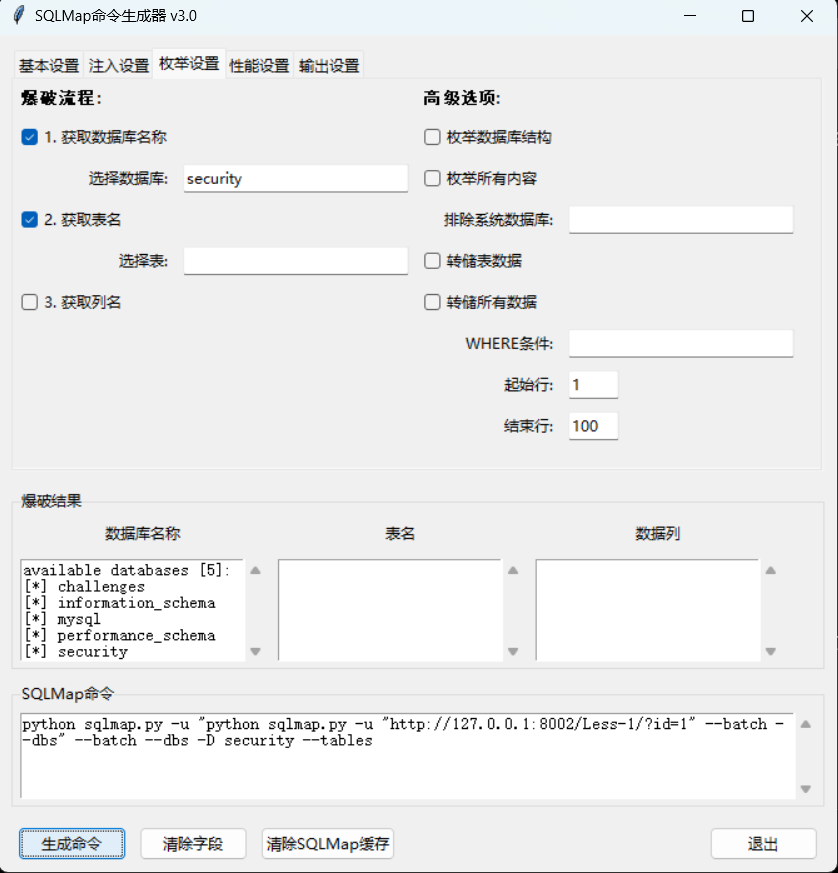 SQLMap命令生成器 v3.0
基本设置 注入设置 枚举设置 性能设置 输出设置
爆破流程:
高级选项:
1. 获取数据库名称
枚举数据库结构
选择数据库: security
枚举所有内容
2. 获取表名
排除系统数据库:
选择表:
转储表数据
3. 获取列名
转储所有数据
WHERE条件:
起始行: 1
结束行: 100
爆破结果
数据库名称
表名
数据列
available databases [5]:
[*] challenges
[*] information_schema
[*] mysql
[*] performance_schema
[*] security
SQLMap命令
python sqlmap.py -u "python sqlmap.py -u "http://127.0.0.1:8002/Less-1/?id=1" --batch -
-dbs" --batch --dbs -D security --tables
生成命令 清除字段 清除SQLMap缓存 退出